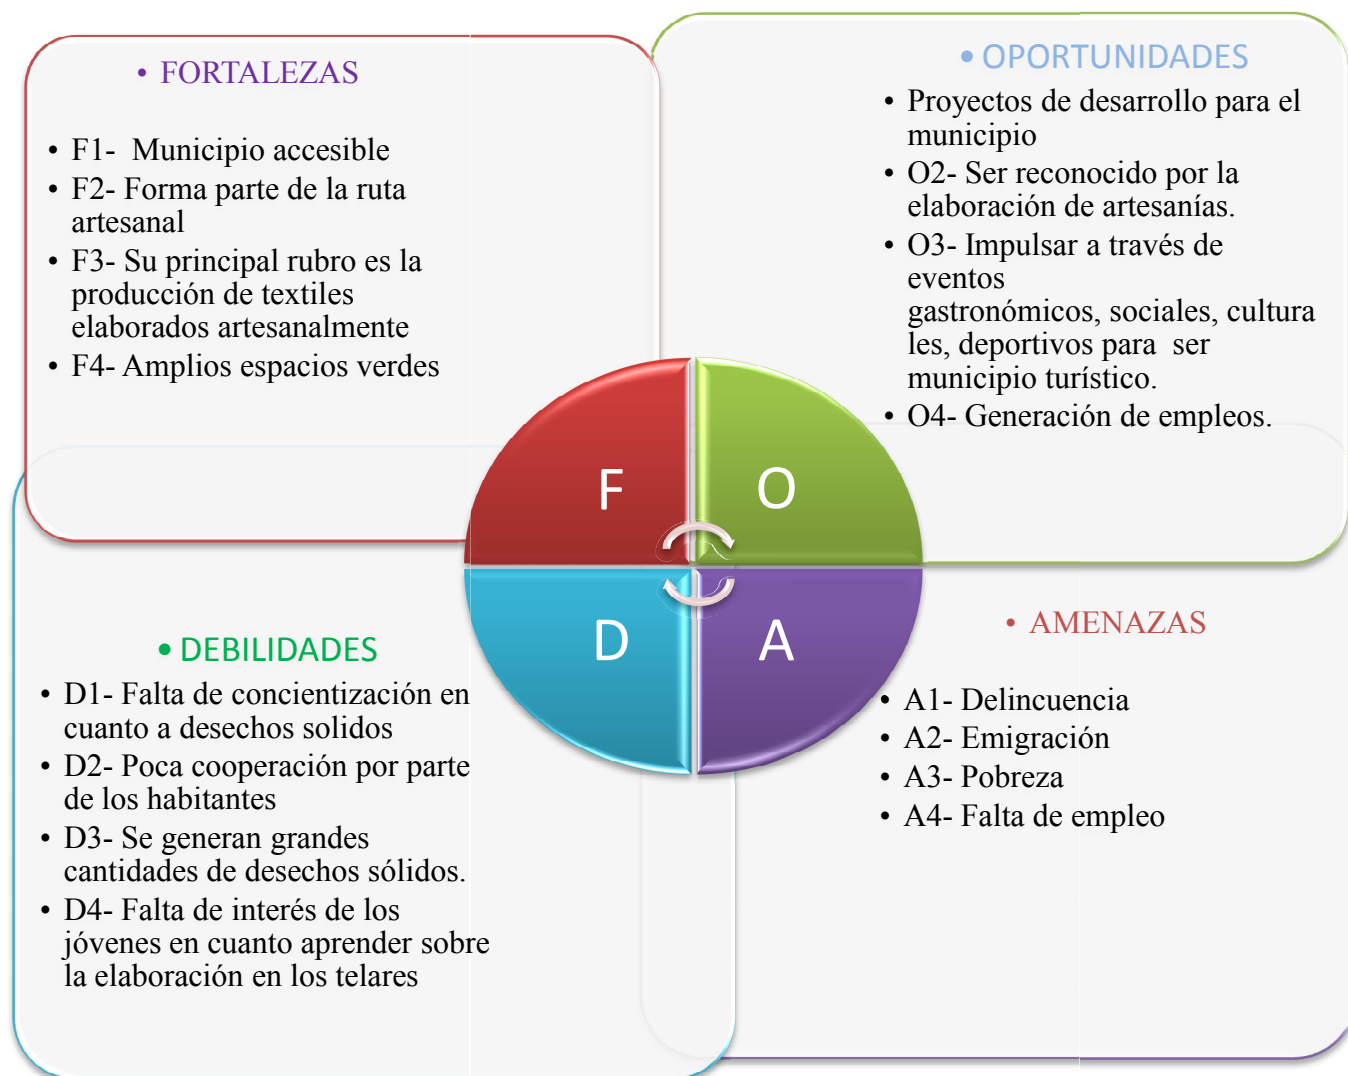 • FORTALEZAS
• F1- Municipio accesible
• F2- Forma parte de la ruta
artesanal
• F3- Su principal rubro es la
producción de textiles
elaborados artesanalmente
• F4- Amplios espacios verdes
• OPORTUNIDADES
• Proyectos de desarrollo para el
municipio
• O2- Ser reconocido por la
elaboración de artesanías.
• O3- Impulsar a través de
eventos
gastronómicos, sociales, cultura
les, deportivos para ser
municipio turístico.
• O4- Generación de empleos.
F
O
D
A
• DEBILIDADES
• D1- Falta de concientización en
cuanto a desechos solidos
• D2- Poca cooperación por parte
de los habitantes
• D3- Se generan grandes
cantidades de desechos sólidos.
• D4- Falta de interés de los
jóvenes en cuanto aprender sobre
la elaboración en los telares
• AMENAZAS
• A1- Delincuencia
• A2- Emigración
• A3- Pobreza
• A4- Falta de empleo